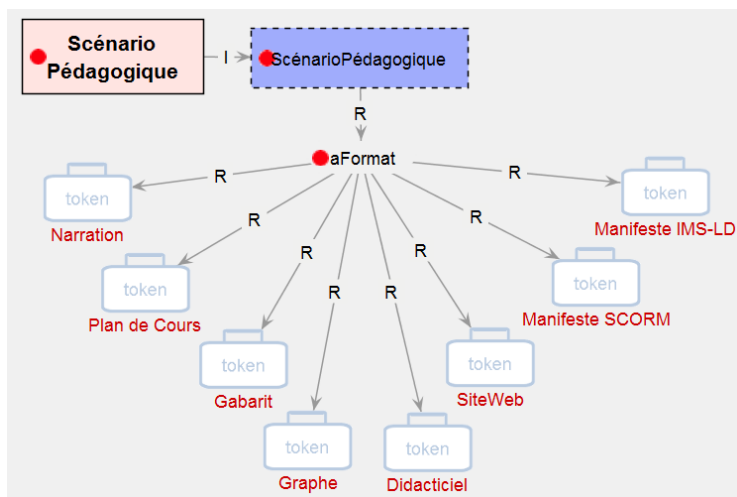 Scénario
Pédagogique
I
ScénarioPédagogique
R
aFormat
R
R
R
R
R
R
R
R
token
Narration
token
Plan de Cours
token
Gabarit
token
Graphe
token
Didacticiel
token
SiteWeb
token
Manifeste SCORM
token
Manifeste IMS-LD